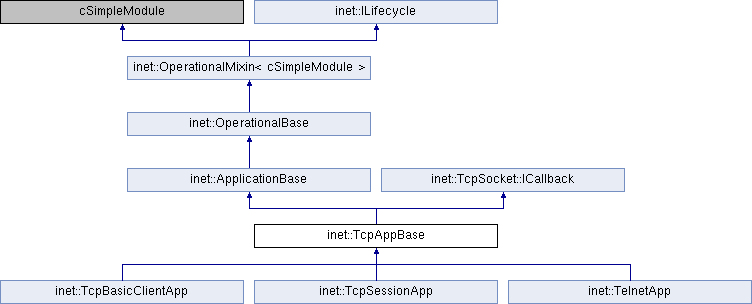 cSimpleModule
inet::ILifecycle
inet::OperationalMixin< cSimpleModule >
inet::OperationalBase
inet::ApplicationBase
inet::TcpSocket::ICallback
inet::TcpAppBase
inet::TcpBasicClientApp
inet::TcpSessionApp
inet::TelnetApp